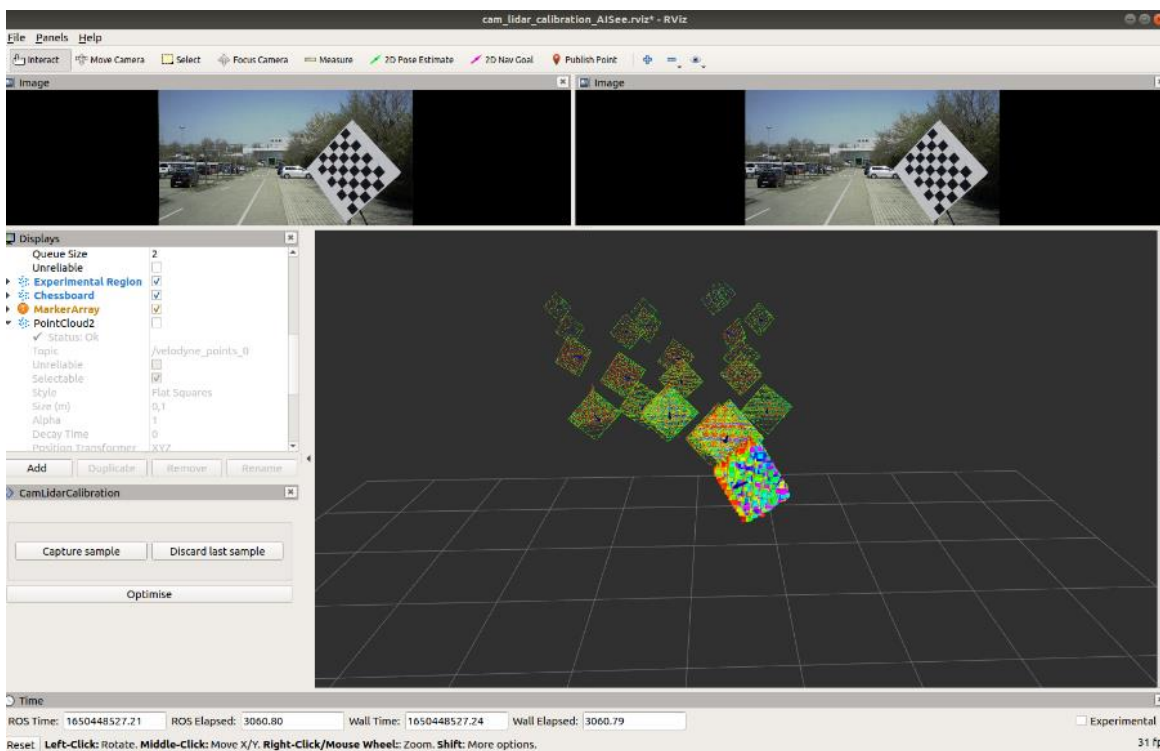 cam_lidar_calibration_AISee.rviz* - RViz
File Panels Help
Interact Move Camera Select Focus Camera Measure 2D Pose Estimate 2D Nav Goal Publish Point
Image Image
Displays
Queue Size 2
Unreliable
Experimental Region
Chessboard
MarkerArray
PointCloud2
Status: Ok
Topic /velodyne_points_0
Unreliable
Selectable
Style Flat Squares
Size (m) 0,1
Alpha 1
Decay Time 0
Position Transformer XYZ
Add Duplicate Remove Rename
CamLidarCalibration
Capture sample Discard last sample
Optimise
Time
ROS Time: 1650448527.21 ROS Elapsed: 3060.80 Wall Time: 1650448527.24 Wall Elapsed: 3060.79 Experimental
Reset Left-Click: Rotate. Middle-Click: Move X/Y. Right-Click/Mouse Wheel:: Zoom. Shift: More options. 31 fp